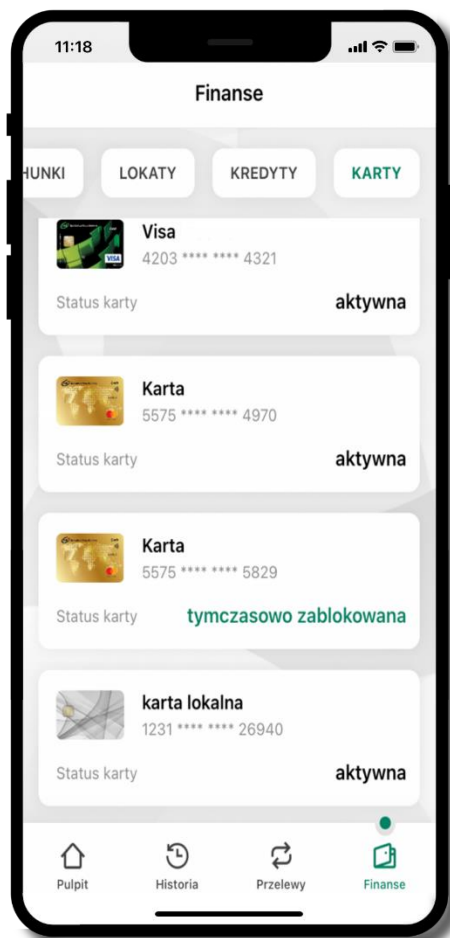 11:18
Finanse
HUNKI LOKATY KREDYTY KARTY
VISA
Visa
4203 **** **** 4321
Status karty aktywna
Karta
5575 **** **** 4970
Status karty aktywna
Karta
5575 **** **** 5829
Status karty tymczasowo zablokowana
karta lokalna
1231 **** **** 26940
Status karty aktywna
Pulpit Historia Przelewy Finanse